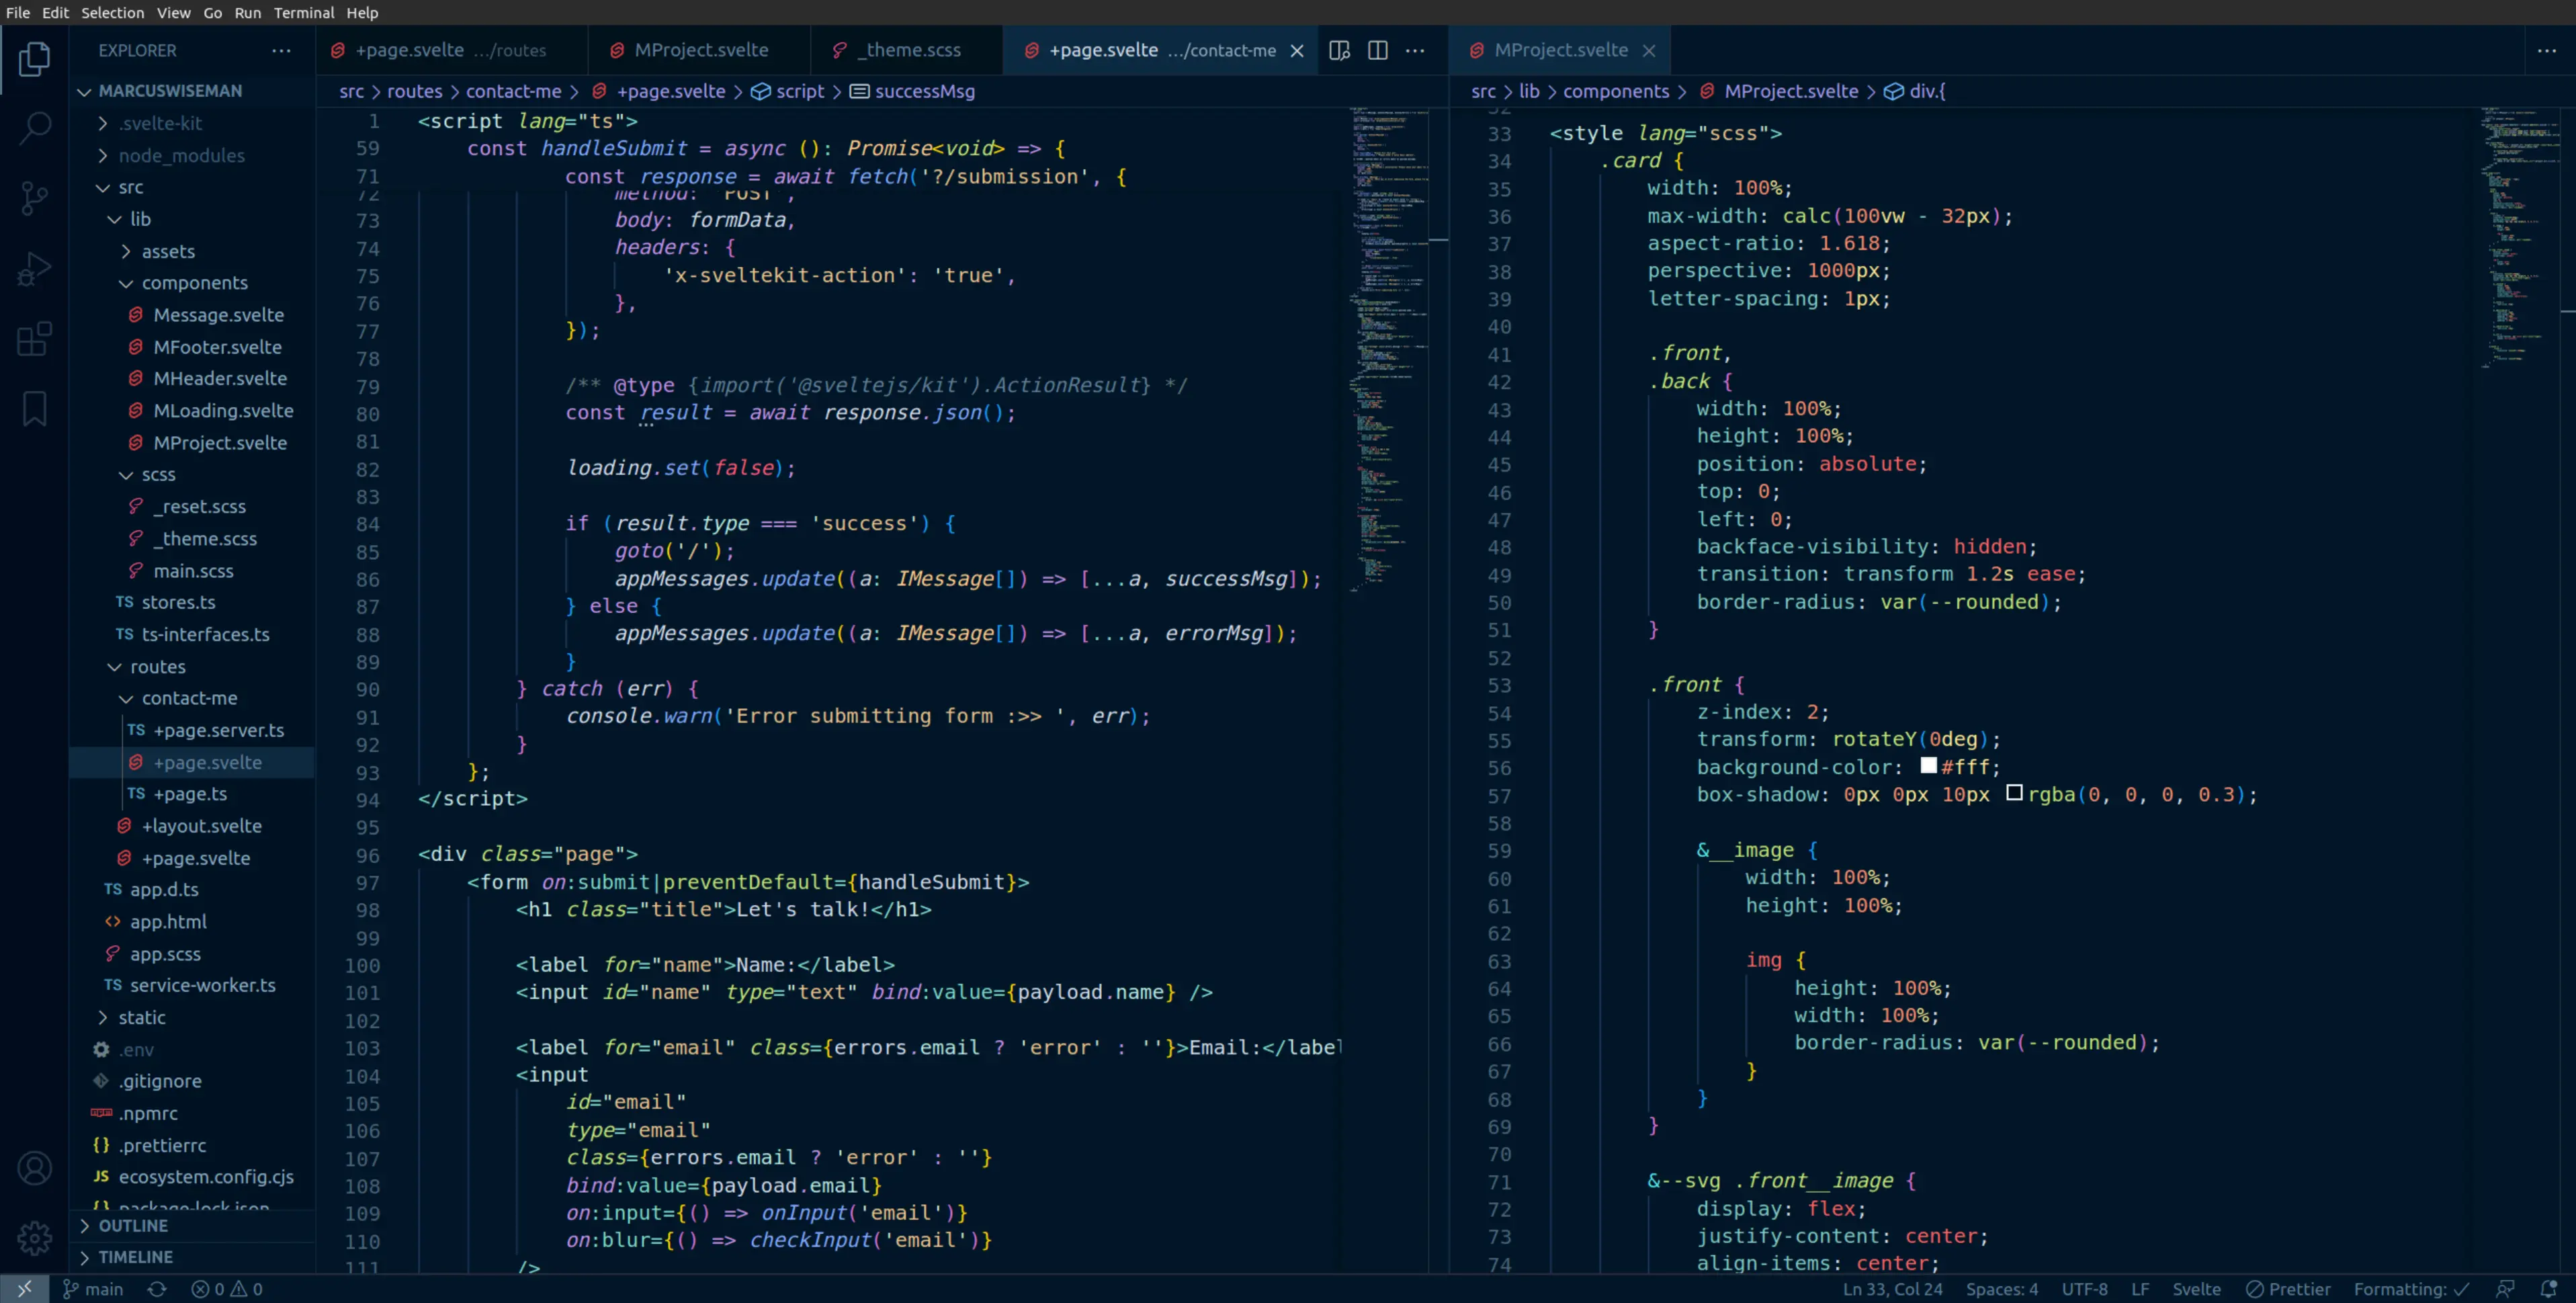 File Edit Selection View Go Run Terminal Help
EXPLORER
MARCUSWISEMAN
.svelte-kit
node_modules
src
lib
assets
components
Message.svelte
MFooter.svelte
MHeader.svelte
MLoading.svelte
MProject.svelte
scss
_reset.scss
_theme.scss
main.scss
TS stores.ts
TS ts-interfaces.ts
routes
contact-me
TS +page.server.ts
+page.svelte
TS +page.ts
+layout.svelte
+page.svelte
TS app.d.ts
<> app.html
app.scss
TS service-worker.ts
static
.env
.gitignore
.npmrc
{} .prettierrc
JS ecosystem.config.cjs
{} package-lock.json
OUTLINE
TIMELINE
+page.svelte .../routes MProject.svelte _theme.scss +page.svelte .../contact-me
src > routes > contact-me > +page.svelte > script > successMsg
1 <script lang="ts">
59 const handleSubmit = async (): Promise<void> => {
71 const response = await fetch('?/submission', {
72 method: 'POST',
73 body: formData,
74 headers: {
75 'x-sveltekit-action': 'true',
76 },
77 });
78
79 /** @type {import('@sveltejs/kit').ActionResult} */
80 const result = await response.json();
81
82 loading.set(false);
83
84 if (result.type === 'success') {
85 goto('/');
86 appMessages.update((a: IMessage[]) => [...a, successMsg]);
87 } else {
88 appMessages.update((a: IMessage[]) => [...a, errorMsg]);
89 }
90 } catch (err) {
91 console.warn('Error submitting form :>> ', err);
92 }
93 };
94 </script>
95
96 <div class="page">
97 <form on:submit|preventDefault={handleSubmit}>
98 <h1 class="title">Let's talk!</h1>
99
100 <label for="name">Name:</label>
101 <input id="name" type="text" bind:value={payload.name} />
102
103 <label for="email" class={errors.email ? 'error' : ''}>Email:</label
104 <input
105 id="email"
106 type="email"
107 class={errors.email ? 'error' : ''}
108 bind:value={payload.email}
109 on:input={() => onInput('email')}
110 on:blur={() => checkInput('email')}
111 />
MProject.svelte
src > lib > components > MProject.svelte > div.{
32
33 <style lang="scss">
34 .card {
35 width: 100%;
36 max-width: calc(100vw - 32px);
37 aspect-ratio: 1.618;
38 perspective: 1000px;
39 letter-spacing: 1px;
40
41 .front,
42 .back {
43 width: 100%;
44 height: 100%;
45 position: absolute;
46 top: 0;
47 left: 0;
48 backface-visibility: hidden;
49 transition: transform 1.2s ease;
50 border-radius: var(--rounded);
51 }
52
53 .front {
54 z-index: 2;
55 transform: rotateY(0deg);
56 background-color: #fff;
57 box-shadow: 0px 0px 10px rgba(0, 0, 0, 0.3);
58
59 &__image {
60 width: 100%;
61 height: 100%;
62
63 img {
64 height: 100%;
65 width: 100%;
66 border-radius: var(--rounded);
67 }
68 }
69 }
70
71 &--svg .front__image {
72 display: flex;
73 justify-content: center;
74 align-items: center;
main 0 0 Ln 33, Col 24 Spaces: 4 UTF-8 LF Svelte Prettier Formatting: ✓